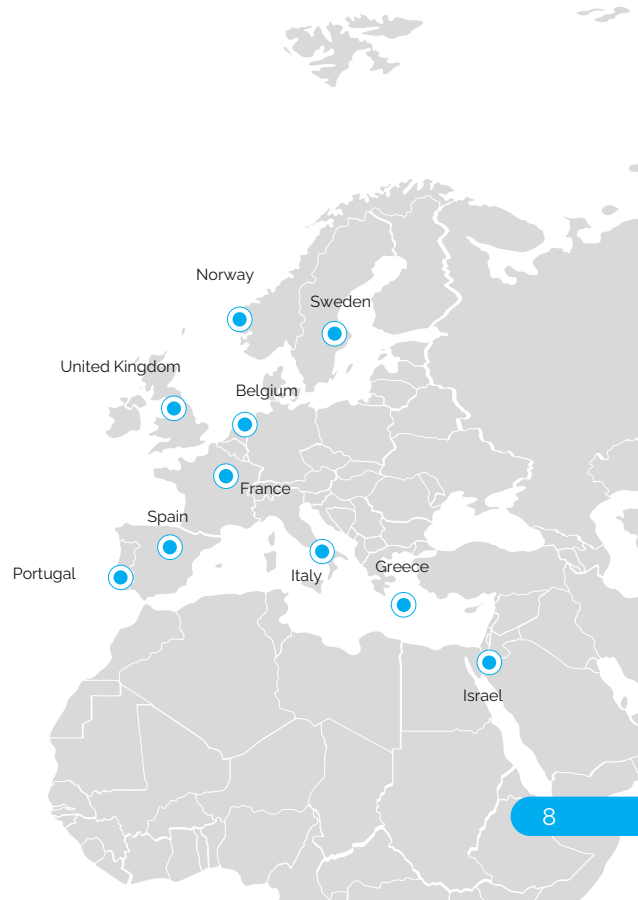 Norway
Sweden
United Kingdom
Belgium
France
Spain
Portugal
Italy
Greece
Israel
8